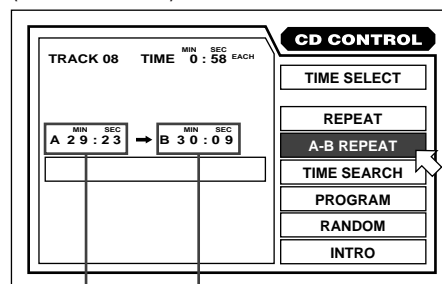 CD CONTROL
TRACK 08 TIME MIN 0 : SEC 58 EACH
TIME SELECT
REPEAT
MIN SEC MIN SEC
A 29:23 → B 30:09
A-B REPEAT
TIME SEARCH
PROGRAM
RANDOM
INTRO